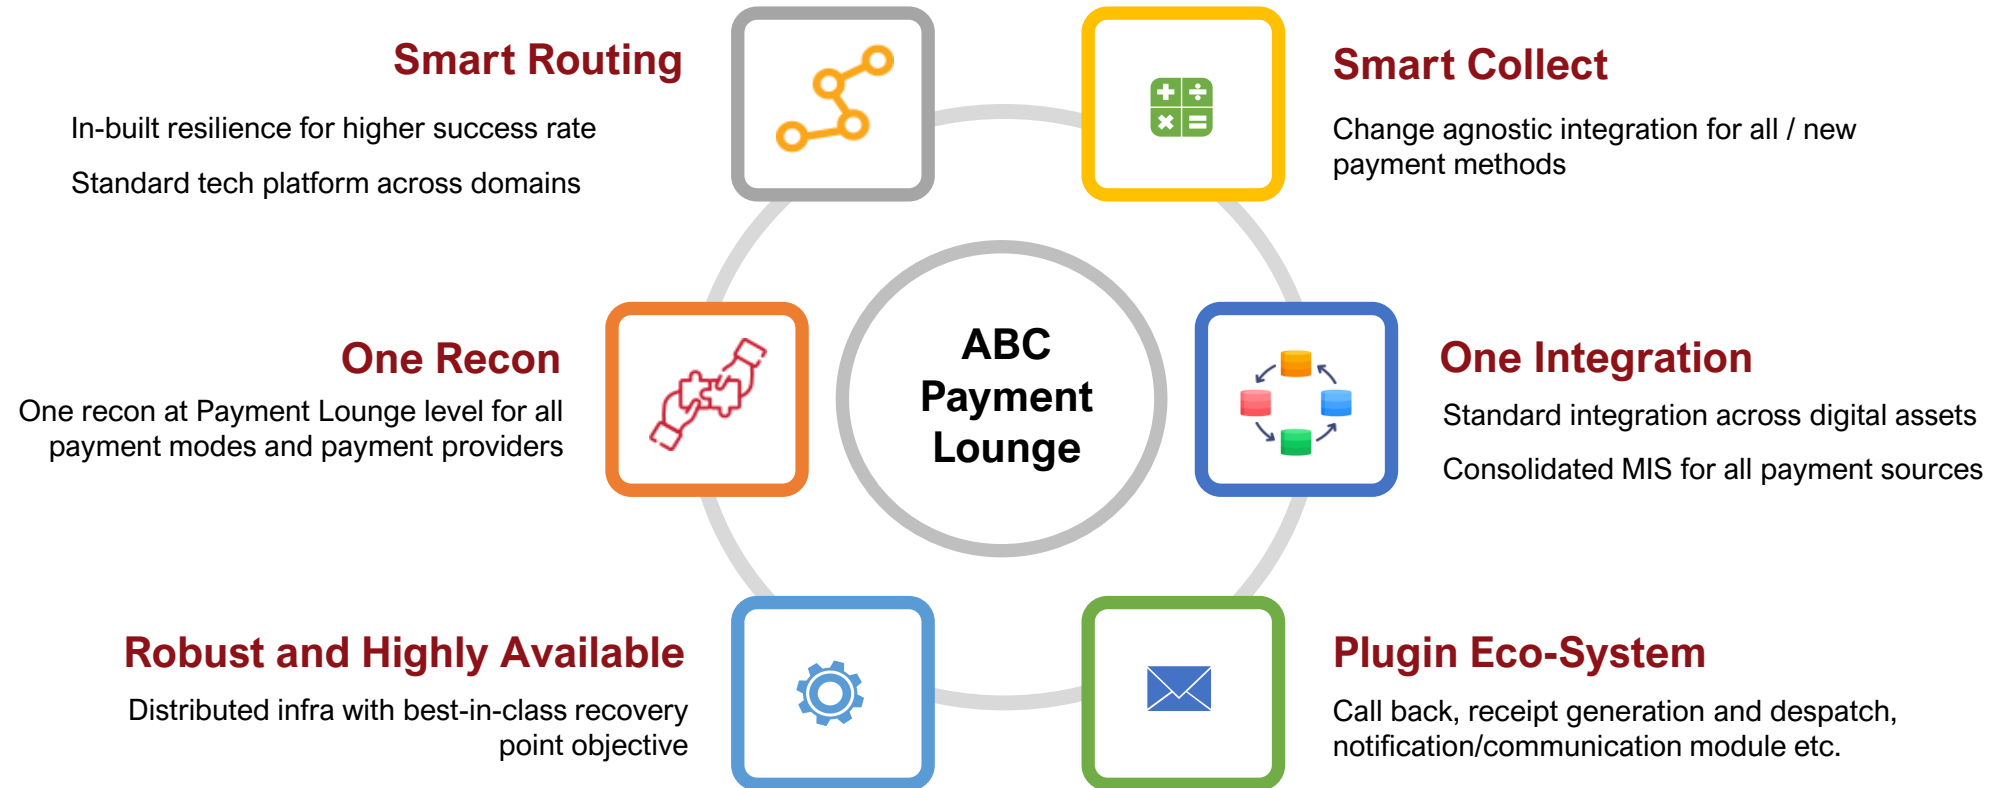 Smart Routing
In-built resilience for higher success rate
Standard tech platform across domains
Smart Collect
Change agnostic integration for all / new
payment methods
One Recon
One recon at Payment Lounge level for all
payment modes and payment providers
ABC
Payment
Lounge
One Integration
Standard integration across digital assets
Consolidated MIS for all payment sources
Robust and Highly Available
Distributed infra with best-in-class recovery
point objective
Plugin Eco-System
Call back, receipt generation and despatch,
notification/communication module etc.